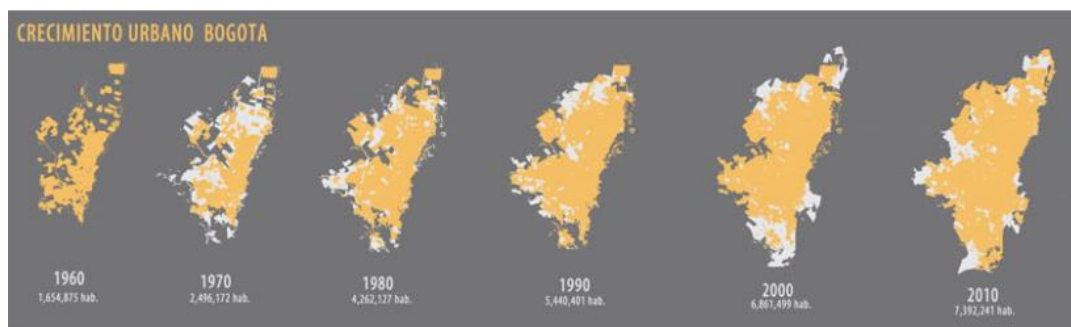 CRECIMIENTO URBANO BOGOTA
1960
1,654,875 hab.
1970
2,496,172 hab.
1980
4,262,127 hab.
1990
5,440,401 hab.
2000
6,861,499 hab.
2010
7,392,241 hab.